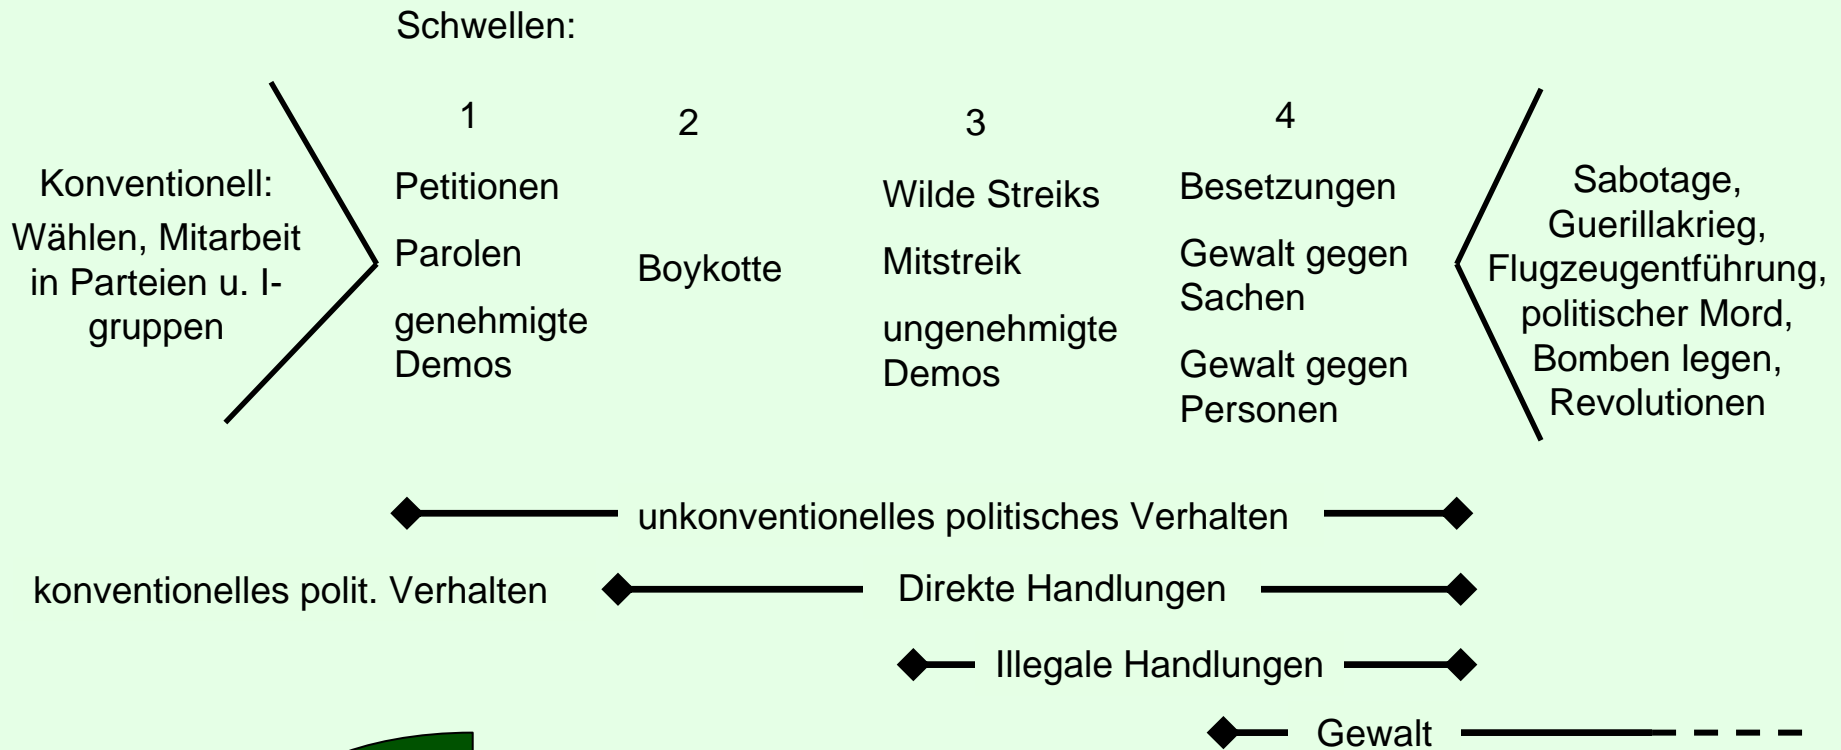 Schwellen:
Konventionell:
Wählen, Mitarbeit
in Parteien u. I-
gruppen
1
Petitionen
Parolen
genehmigte
Demos
2
Boykotte
3
Wilde Streiks
Mitstreik
ungenehmigte
Demos
4
Besetzungen
Gewalt gegen
Sachen
Gewalt gegen
Personen
Sabotage,
Guerillakrieg,
Flugzeugentführung,
politischer Mord,
Bomben legen,
Revolutionen
unkonventionelles politisches Verhalten
konventionelles polit. Verhalten
Direkte Handlungen
Illegale Handlungen
Gewalt